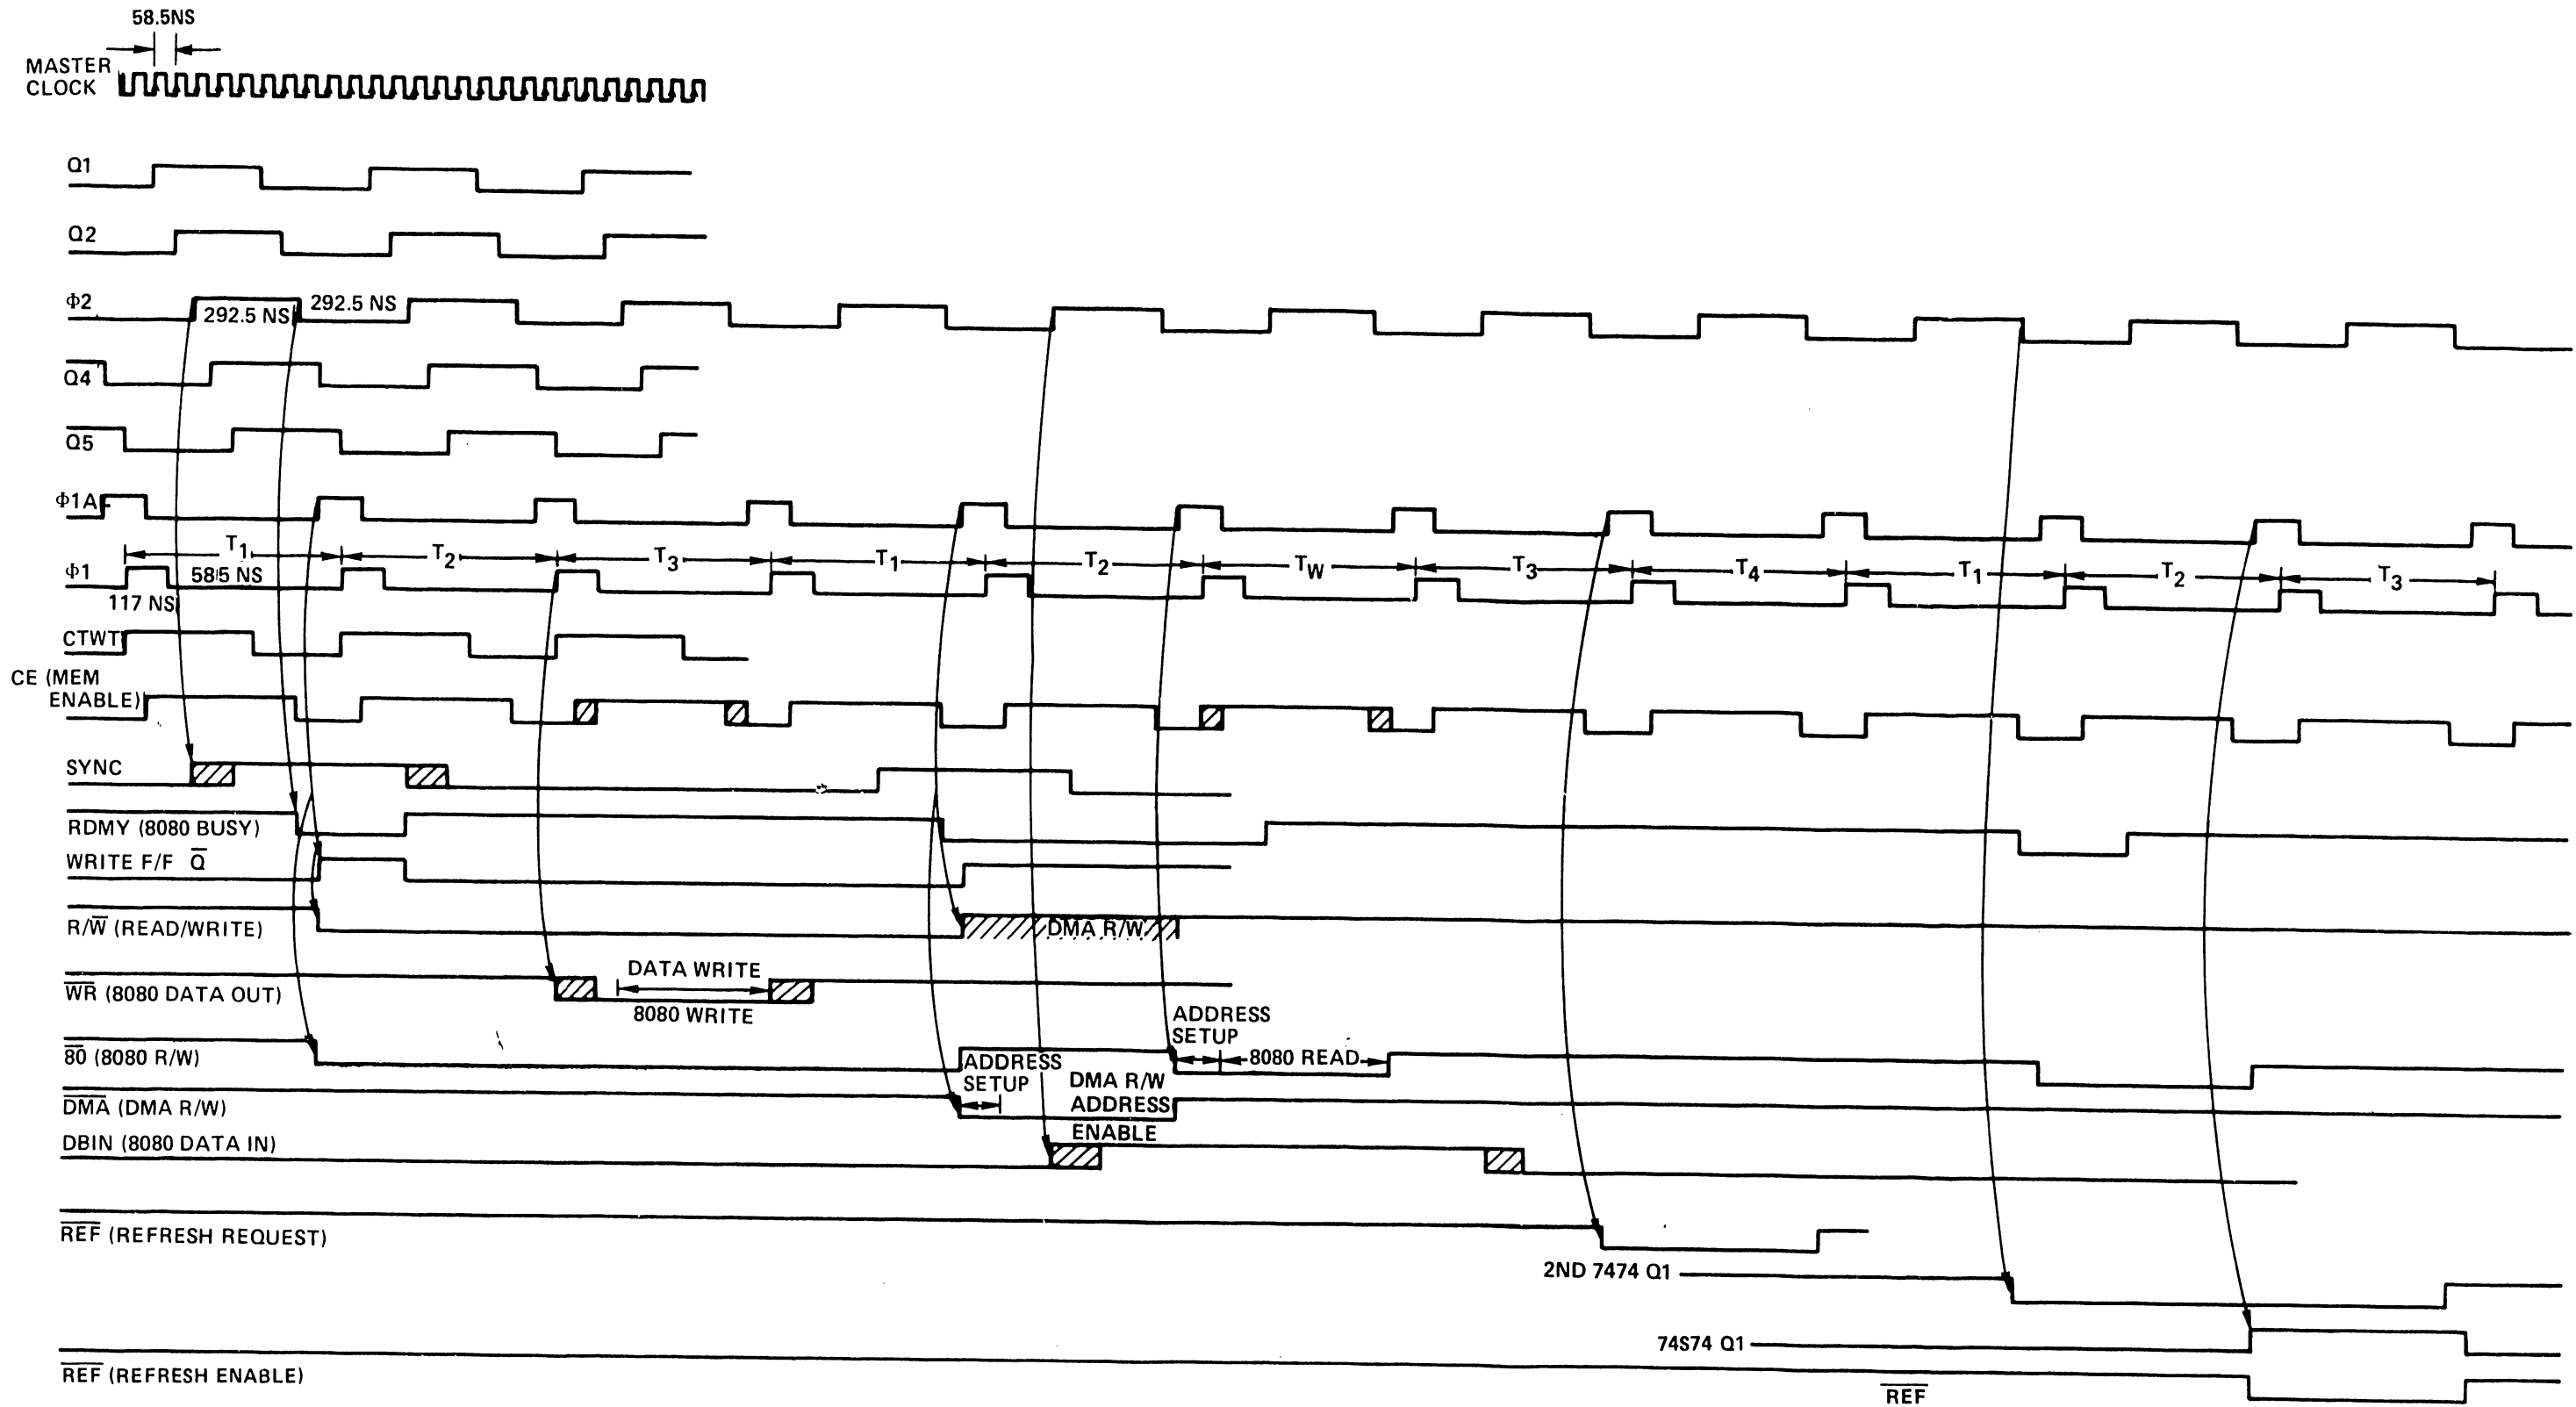 58.5NS
MASTER
CLOCK
Q1
Q2
Φ2
292.5 NS
292.5 NS
Q4
Q5
Φ1A
T1
T2
T3
T1
T2
TW
T3
T4
T1
T2
T3
Φ1
58.5 NS
117 NS
CTWT
CE (MEM
ENABLE)
SYNC
RDMY (8080 BUSY)
WRITE F/F Q̅
R/W̅ (READ/WRITE)
DMA R/W
W̅R̅ (8080 DATA OUT)
DATA WRITE
8080 WRITE
ADDRESS
SETUP
8̅0̅ (8080 R/W)
8080 READ
ADDRESS
SETUP
DMA R/W
ADDRESS
ENABLE
D̅M̅A̅ (DMA R/W)
DBIN (8080 DATA IN)
R̅E̅F̅ (REFRESH REQUEST)
2ND 7474 Q1
74S74 Q1
R̅E̅F̅ (REFRESH ENABLE)
R̅E̅F̅